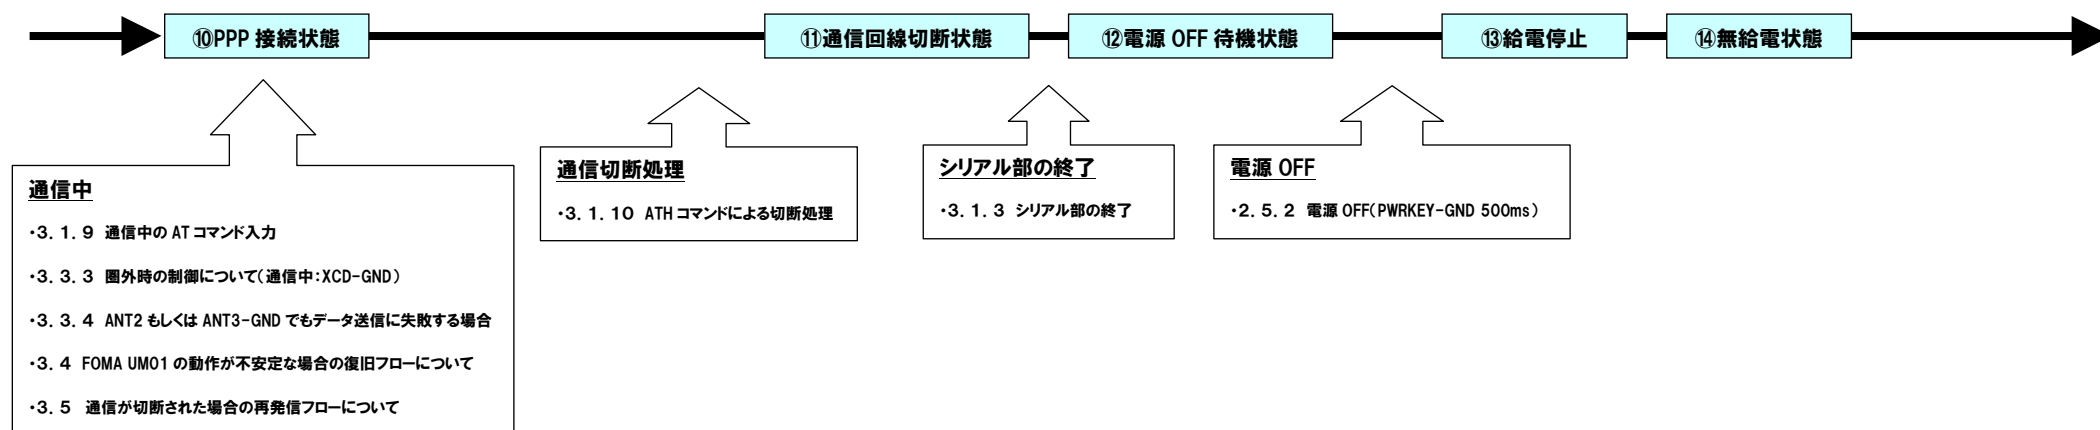 ⑩PPP 接続状態
⑪通信回線切断状態
⑫電源 OFF 待機状態
⑬給電停止
⑭無給電状態
通信中
・３．１．９ 通信中の AT コマンド入力
・３．３．３ 圏外時の制御について（通信中：XCD-GND）
・３．３．４ ANT2 もしくは ANT3-GND でもデータ送信に失敗する場合
・３．４ FOMA UM01 の動作が不安定な場合の復旧フローについて
・３．５ 通信が切断された場合の再発信フローについて
通信切断処理
・３．１．１０ ATH コマンドによる切断処理
シリアル部の終了
・３．１．３ シリアル部の終了
電源 OFF
・２．５．２ 電源 OFF（PWRKEY-GND 500ms）